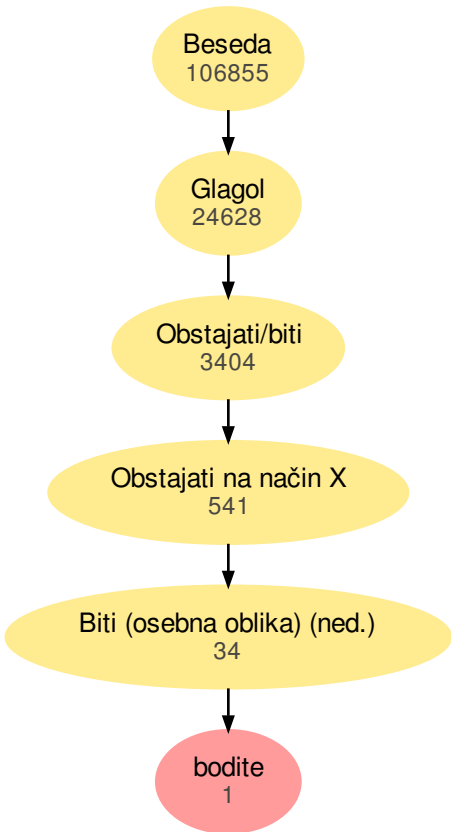 Beseda
106855
Glagol
24628
Obstajati/biti
3404
Obstajati na način X
541
Biti (osebna oblika) (ned.)
34
bodite
1